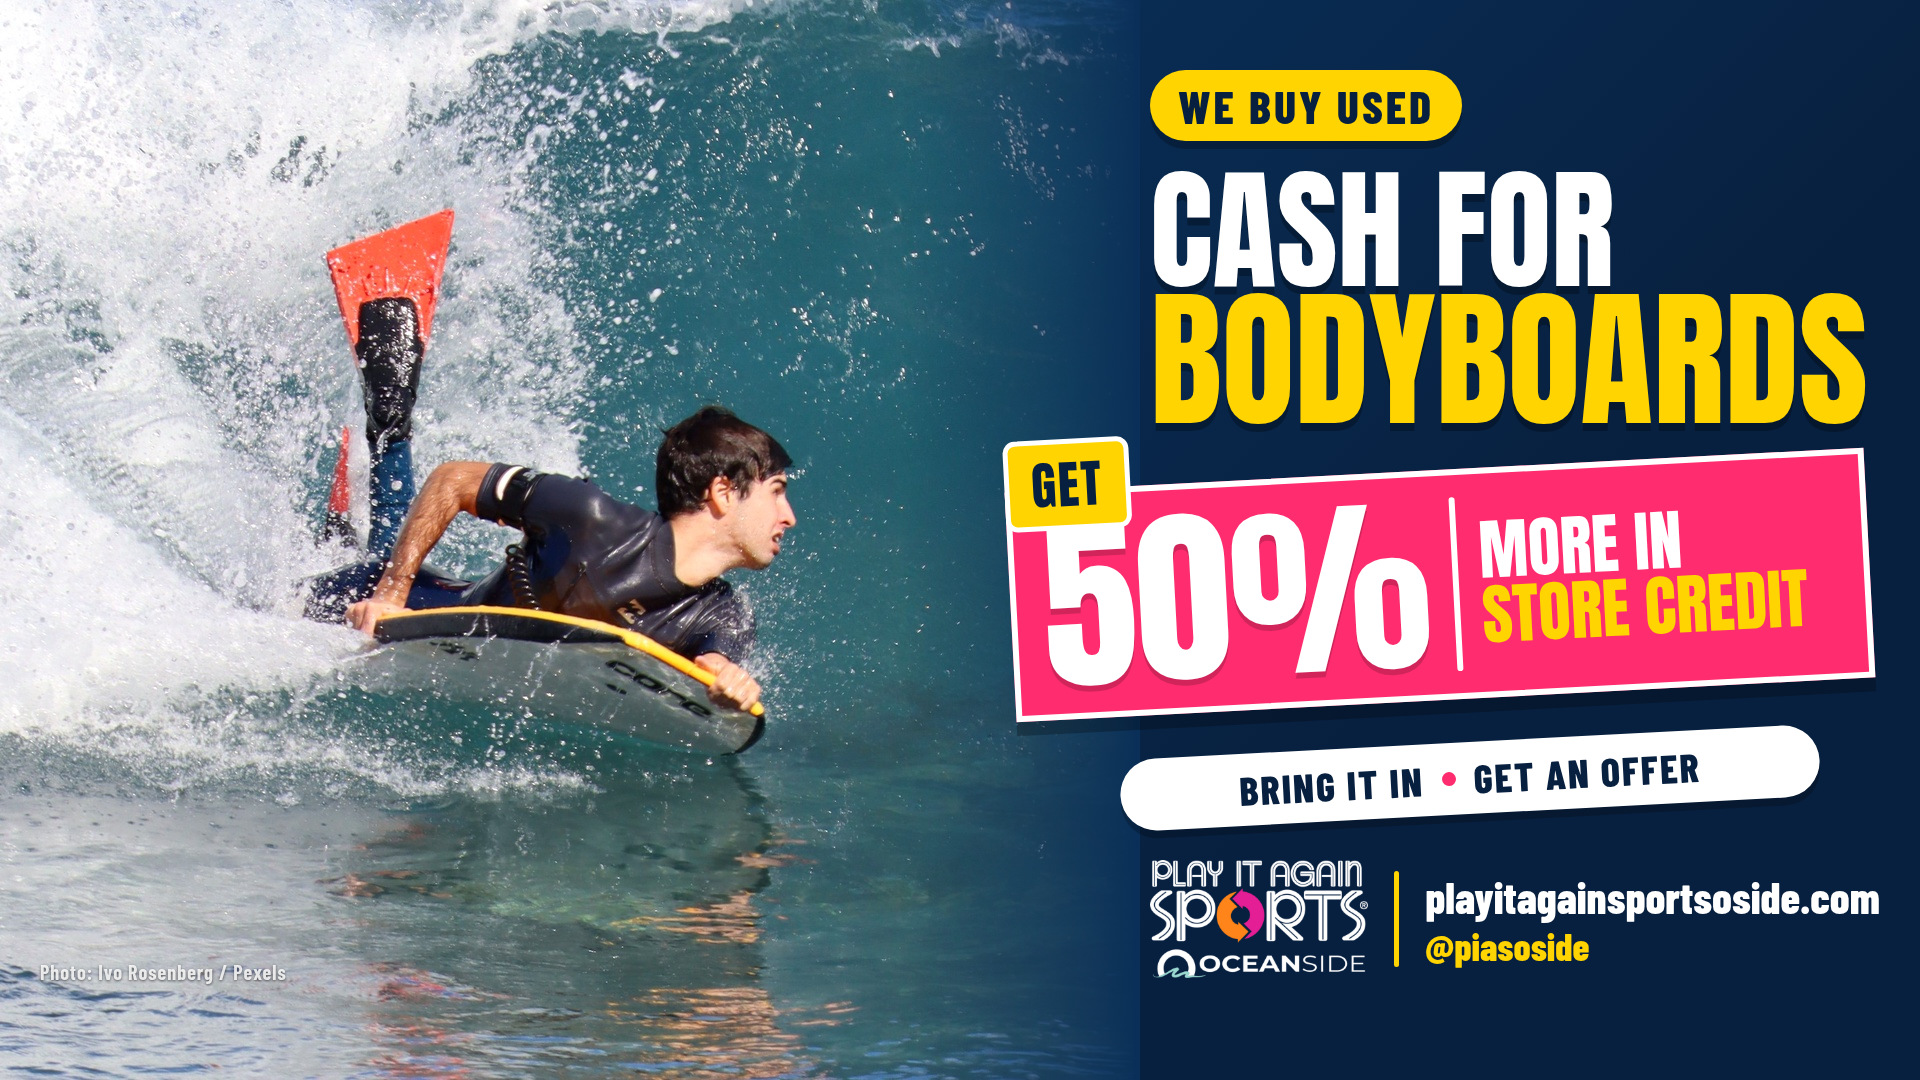 WE BUY USED
CASH FOR
BODYBOARDS
GET
50%
MORE IN
STORE CREDIT
BRING IT IN • GET AN OFFER
PLAY IT AGAIN
SPORTS®
OCEANSIDE
playitagainsportsoside.com
@piasoside
Photo: Ivo Rosenberg / Pexels